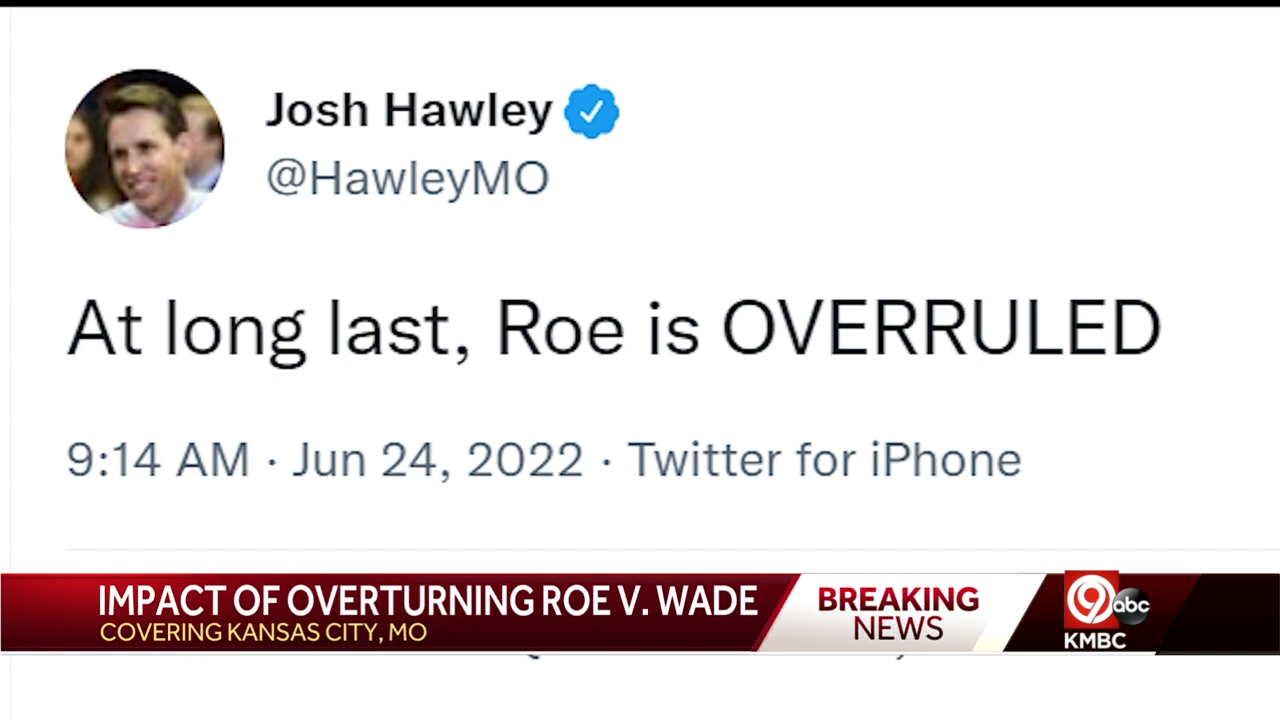 Josh Hawley
@HawleyMO
At long last, Roe is OVERRULED
9:14 AM · Jun 24, 2022 · Twitter for iPhone
IMPACT OF OVERTURNING ROE V. WADE
COVERING KANSAS CITY, MO
BREAKING
NEWS
9 abc
KMBC